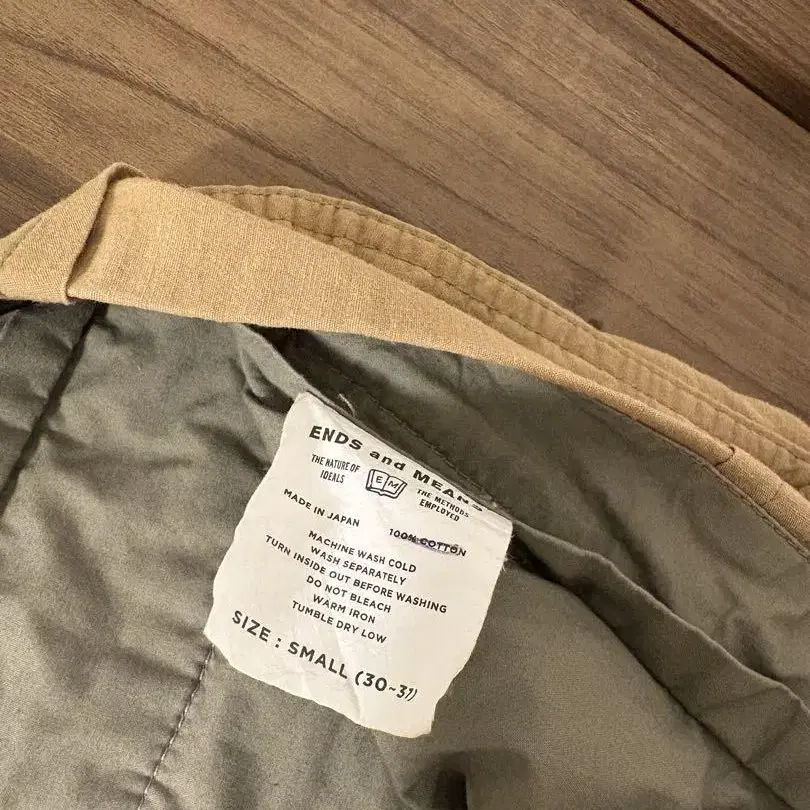 ENDS and MEANS
THE NATURE OF
IDEALS
EM
THE METHODS
EMPLOYED
MADE IN JAPAN
100% COTTON
MACHINE WASH COLD
WASH SEPARATELY
TURN INSIDE OUT BEFORE WASHING
DO NOT BLEACH
WARM IRON
TUMBLE DRY LOW
SIZE : SMALL (30~31)